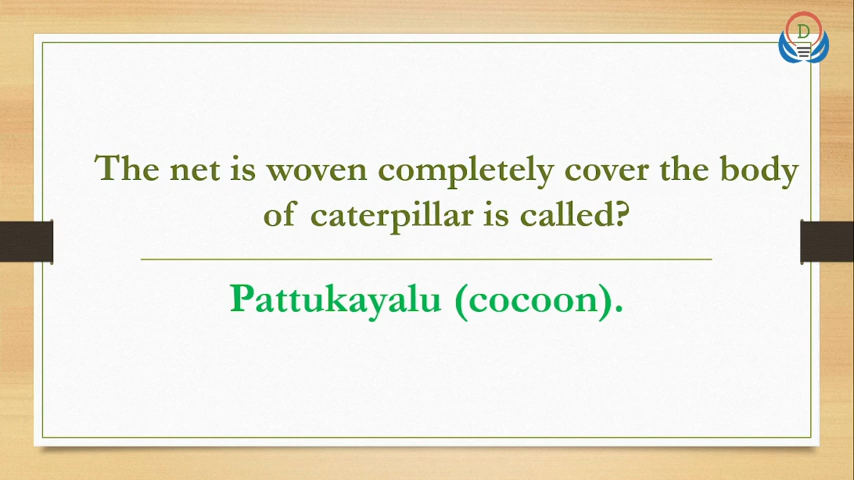 D
The net is woven completely cover the body
of caterpillar is called?
Pattukayalu (cocoon).